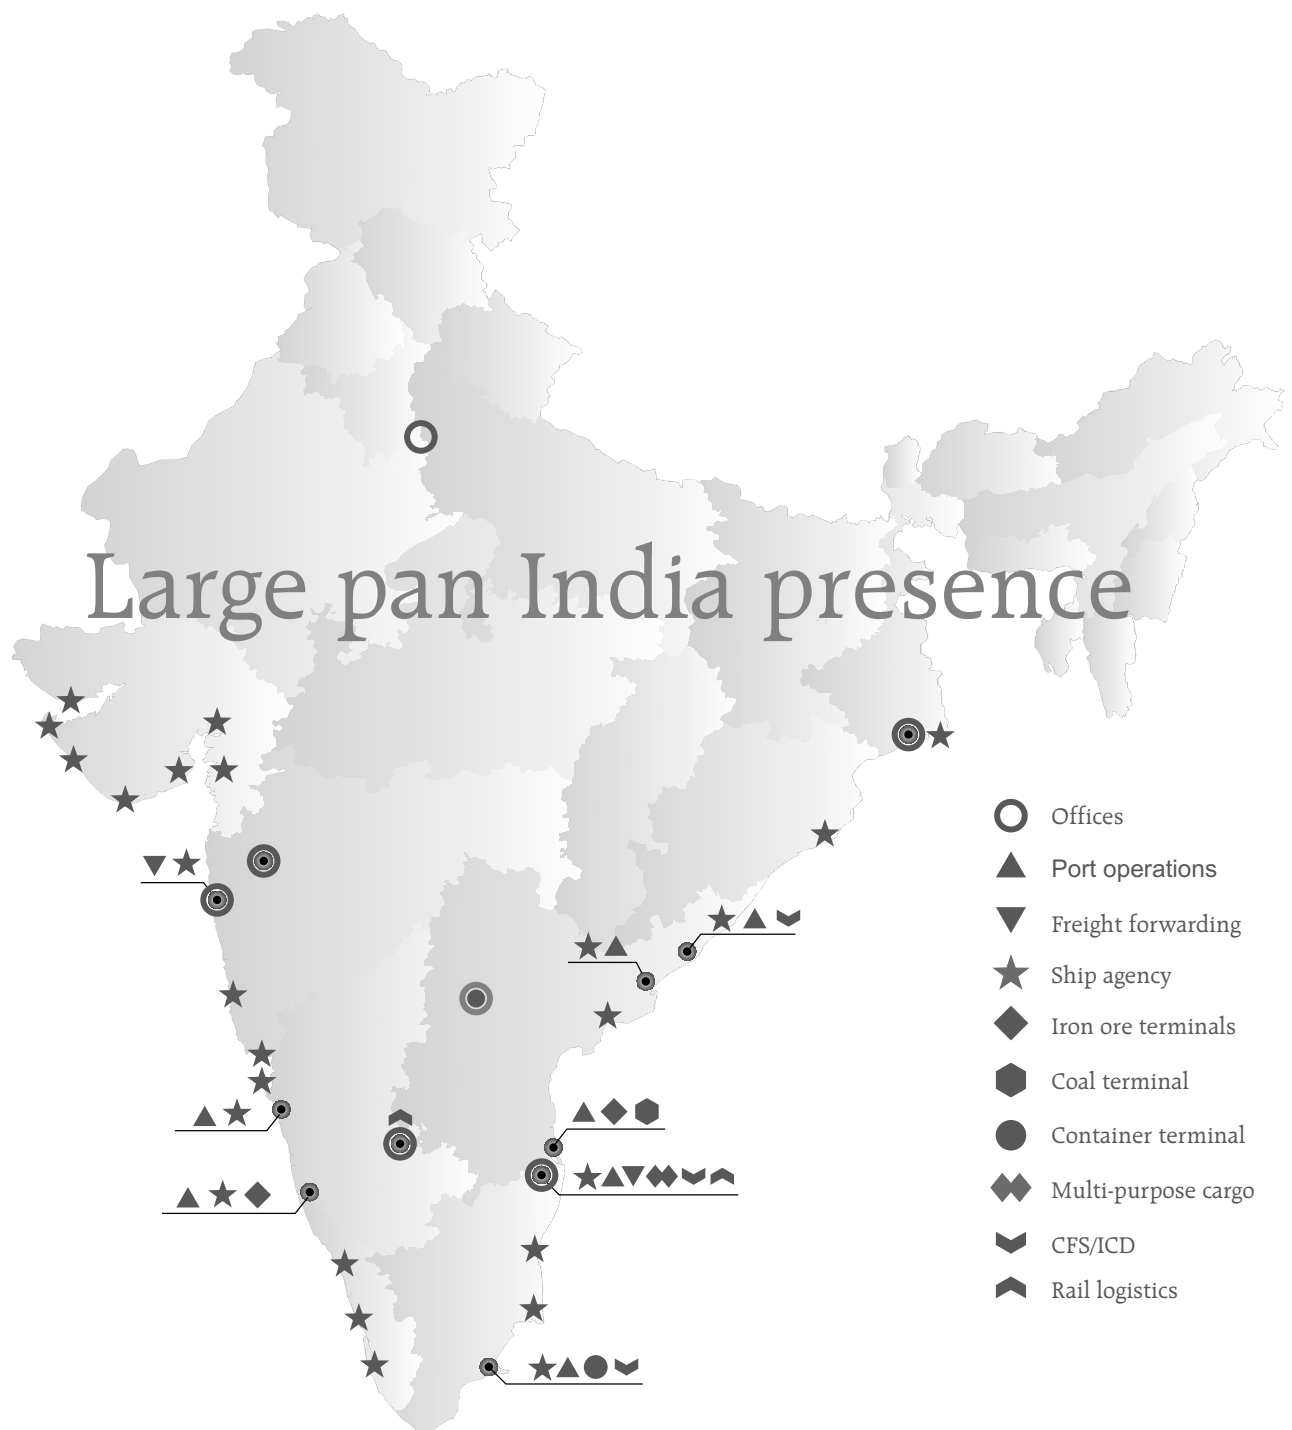 Large pan India presence
Offices
Port operations
Freight forwarding
Ship agency
Iron ore terminals
Coal terminal
Container terminal
Multi-purpose cargo
CFS/ICD
Rail logistics